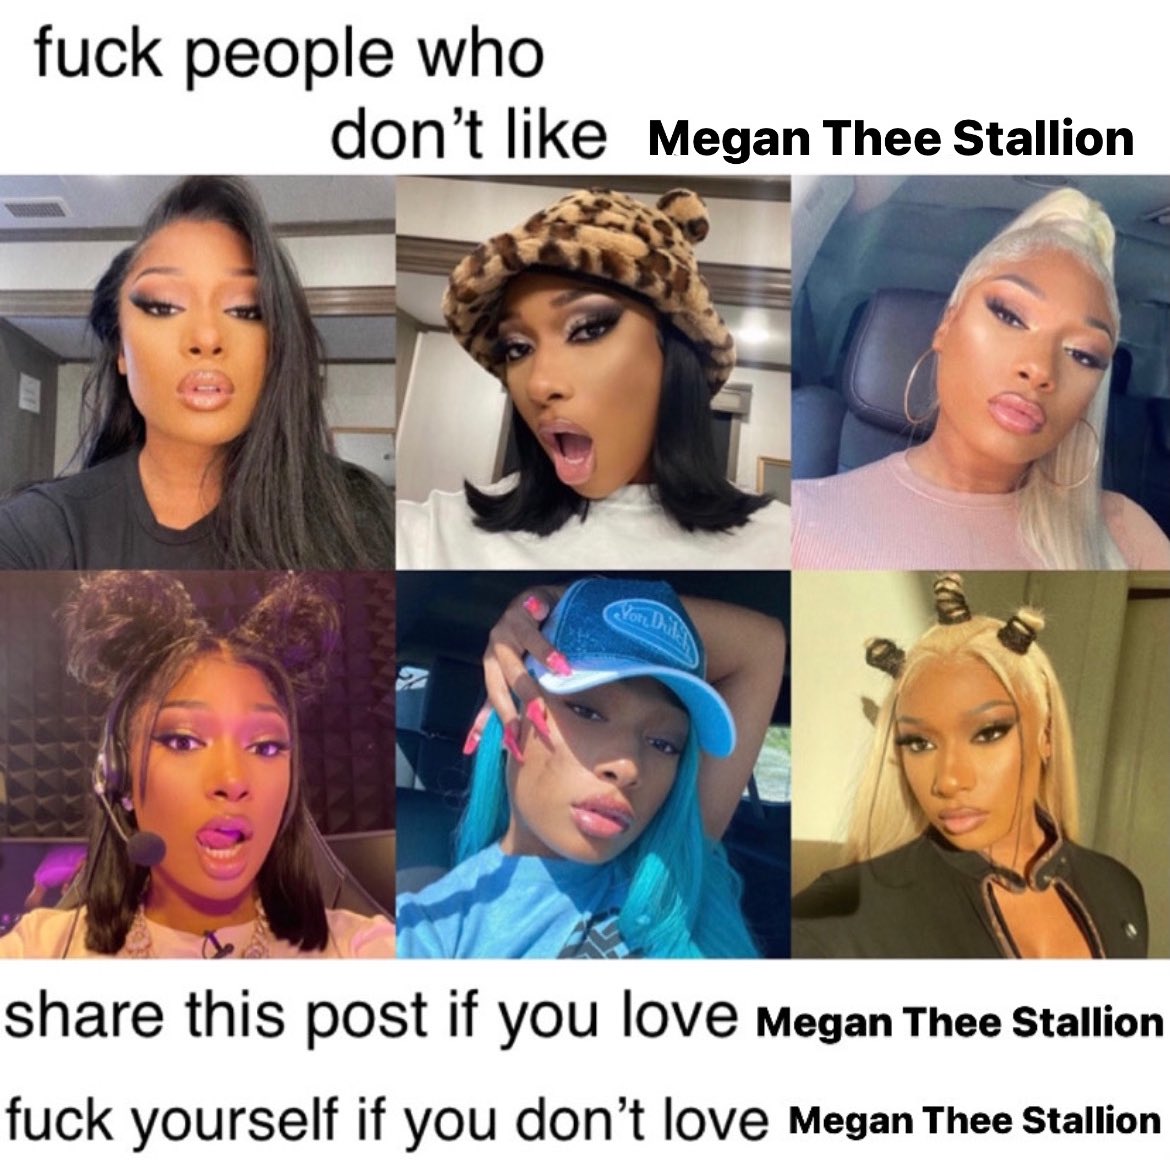 fuck people who
don’t like Megan Thee Stallion
Von Dutch
share this post if you love Megan Thee Stallion
fuck yourself if you don’t love Megan Thee Stallion